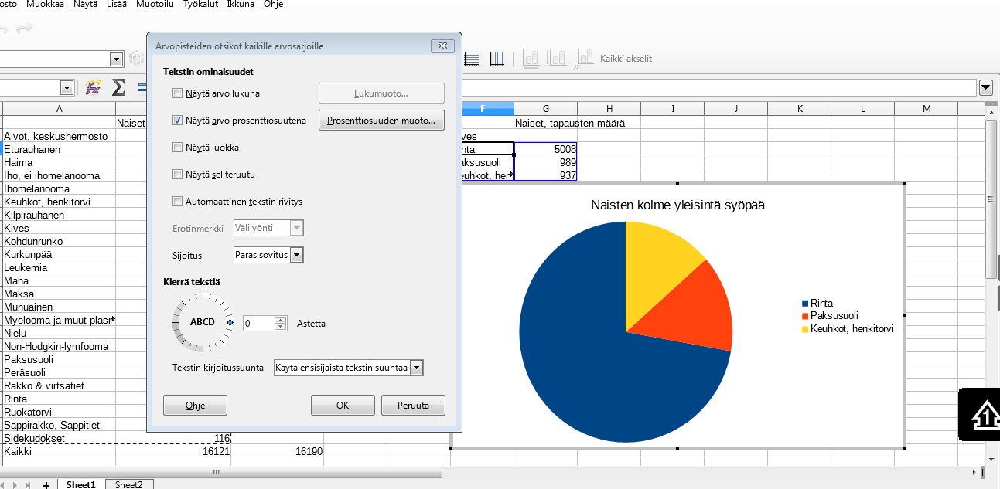 osto Muokkaa Näytä Lisää Muotoilu Työkalut Ikkuna Ohje
Kaikki akselit
A F G H I J K L M
Naiset
Aivot, keskushermosto
Eturauhanen
Haima
Iho, ei ihomelanooma
Ihomelanooma
Keuhkot, henkitorvi
Kilpirauhanen
Kives
Kohdunrunko
Kurkunpää
Leukemia
Maha
Maksa
Munuainen
Myelooma ja muut plasr
Nielu
Non-Hodgkin-lymfooma
Paksusuoli
Peräsuoli
Rakko & virtsatiet
Rinta
Ruokatorvi
Sappirakko, Sappitiet
Sidekudokset 116
Kaikki 16121 16190
Sheet1 Sheet2
Arvopisteiden otsikot kaikille arvosarjoille
Tekstin ominaisuudet
Näytä arvo lukuna Lukumuoto...
Näytä arvo prosenttiosuutena Prosenttiosuuden muoto...
Näytä luokka
Näytä seliteruutu
Automaattinen tekstin rivitys
Erotinmerkki Välilyönti
Sijoitus Paras sovitus
Kierrä tekstiä
ABCD 0 Astetta
Tekstin kirjoitussuunta Käytä ensisijaista tekstin suuntaa
Ohje OK Peruuta
Naiset, tapausten määrä
ves
nta 5008
aksusuoli 989
euhkot, hen 937
Naisten kolme yleisintä syöpää
Rinta
Paksusuoli
Keuhkot, henkitorvi
1